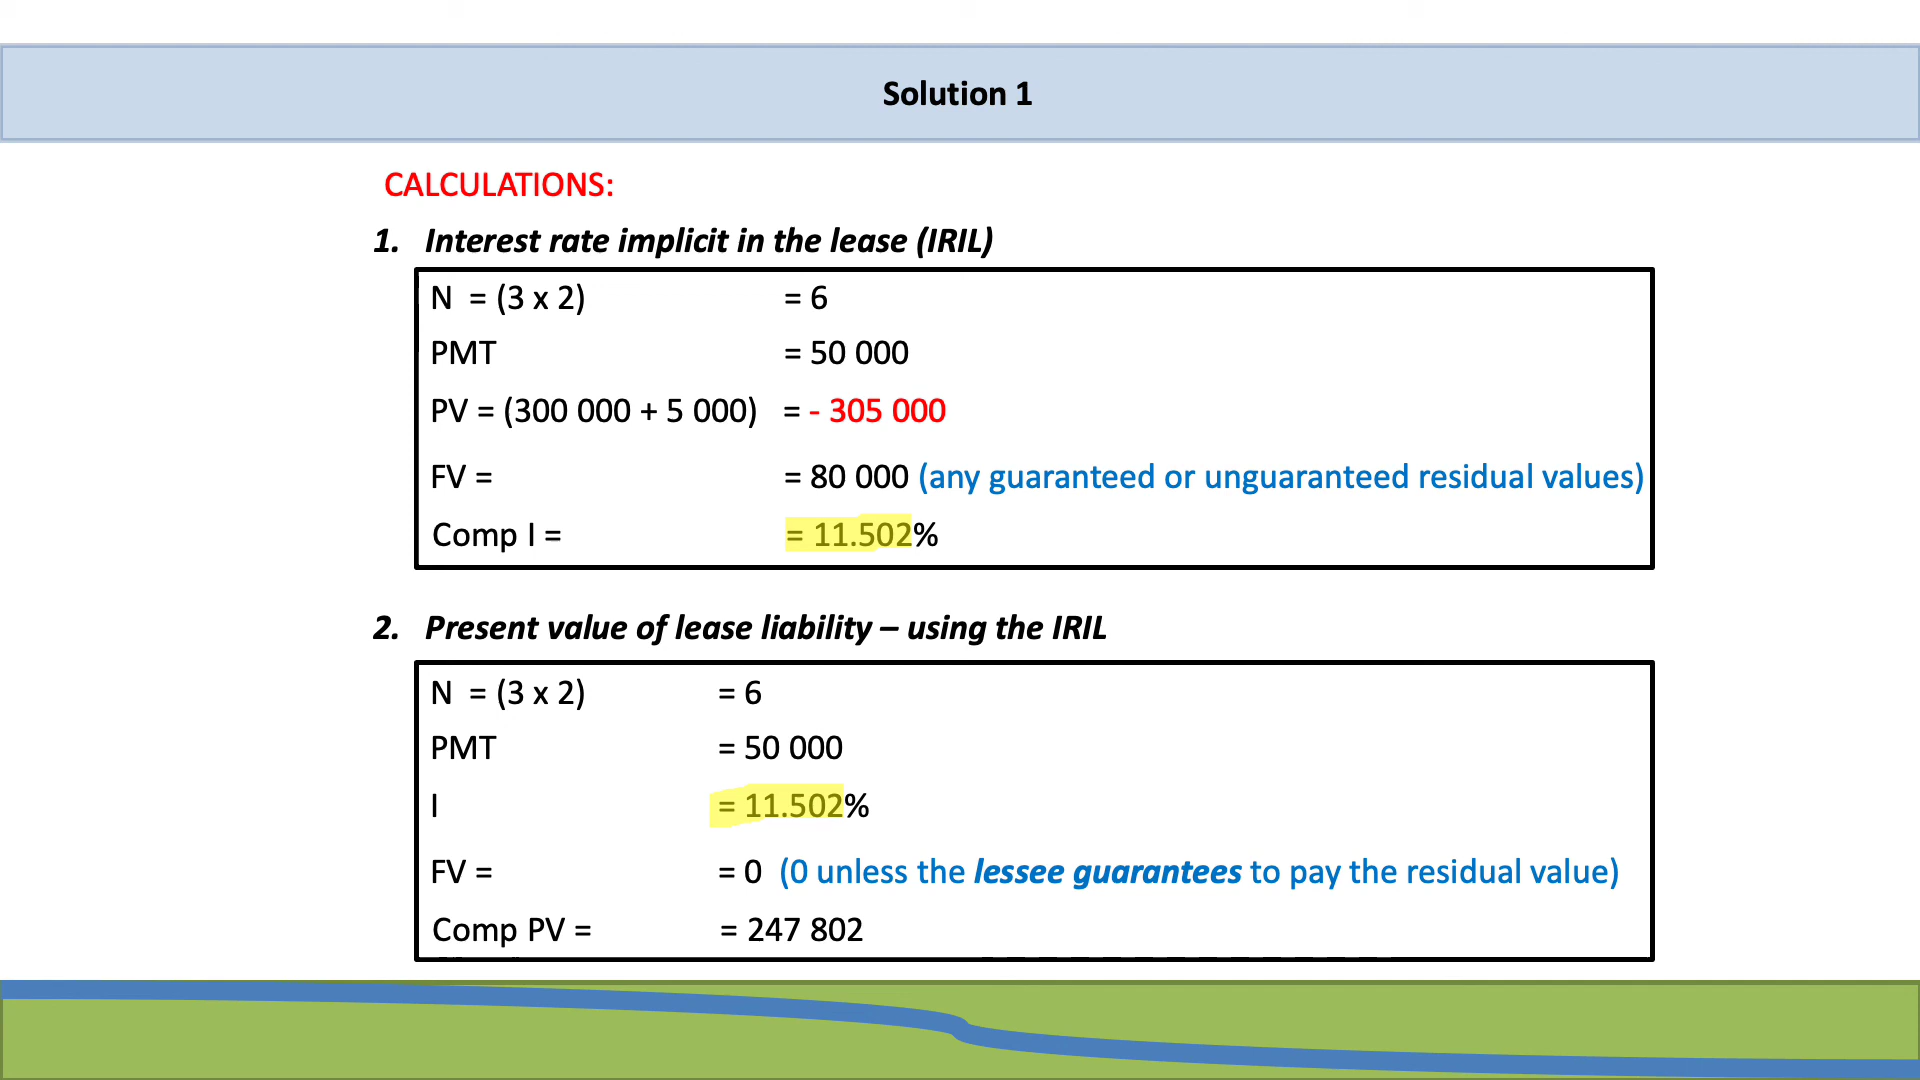 Solution 1
CALCULATIONS:
1. Interest rate implicit in the lease (IRIL)
N = (3 x 2) = 6
PMT = 50 000
PV = (300 000 + 5 000) = - 305 000
FV = = 80 000 (any guaranteed or unguaranteed residual values)
Comp I = = 11.502%
2. Present value of lease liability – using the IRIL
N = (3 x 2) = 6
PMT = 50 000
I = 11.502%
FV = = 0 (0 unless the lessee guarantees to pay the residual value)
Comp PV = = 247 802